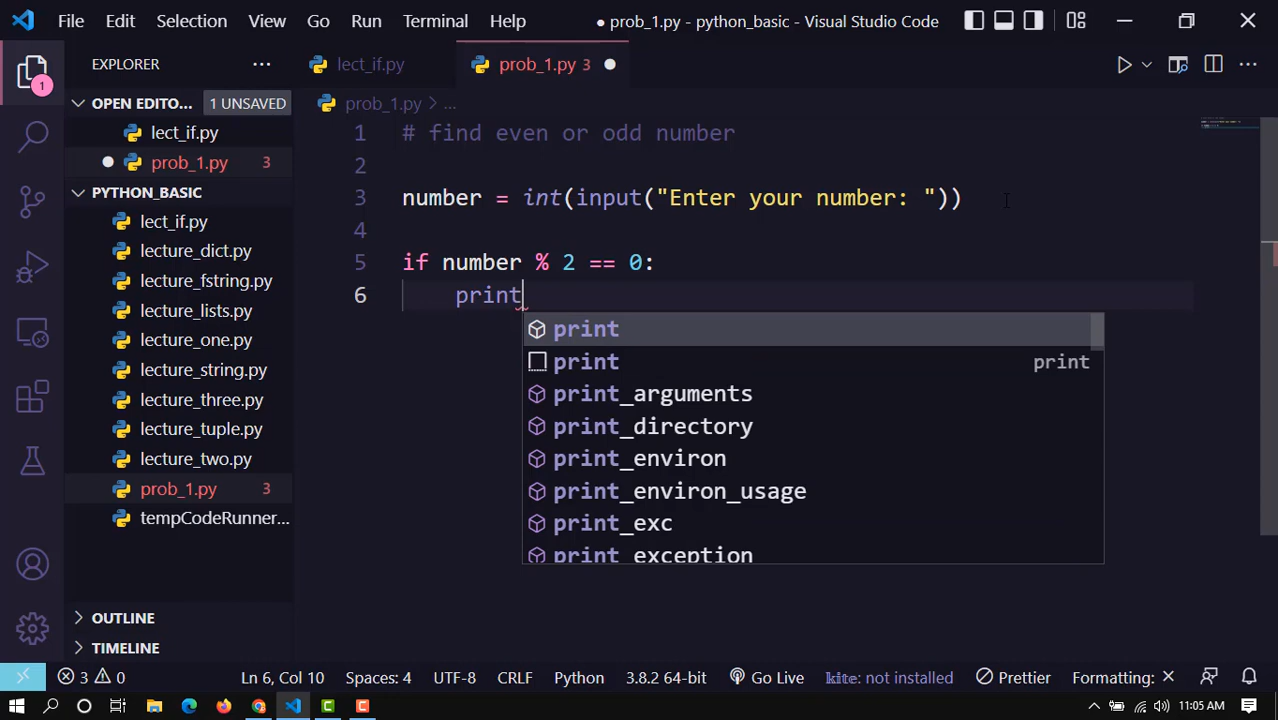 File Edit Selection View Go Run Terminal Help ● prob_1.py - python_basic - Visual Studio Code
EXPLORER
lect_if.py
prob_1.py 3
OPEN EDITO... 1 UNSAVED
lect_if.py
prob_1.py 3
PYTHON_BASIC
lect_if.py
lecture_dict.py
lecture_fstring.py
lecture_lists.py
lecture_one.py
lecture_string.py
lecture_three.py
lecture_tuple.py
lecture_two.py
prob_1.py 3
tempCodeRunner...
OUTLINE
TIMELINE
1
prob_1.py > ...
1 # find even or odd number
2
3 number = int(input("Enter your number: "))
4
5 if number % 2 == 0:
6 print
print
print print
print_arguments
print_directory
print_environ
print_environ_usage
print_exc
print_exception
3 0 Ln 6, Col 10 Spaces: 4 UTF-8 CRLF Python 3.8.2 64-bit Go Live kite: not installed Prettier Formatting: ×
11:05 AM